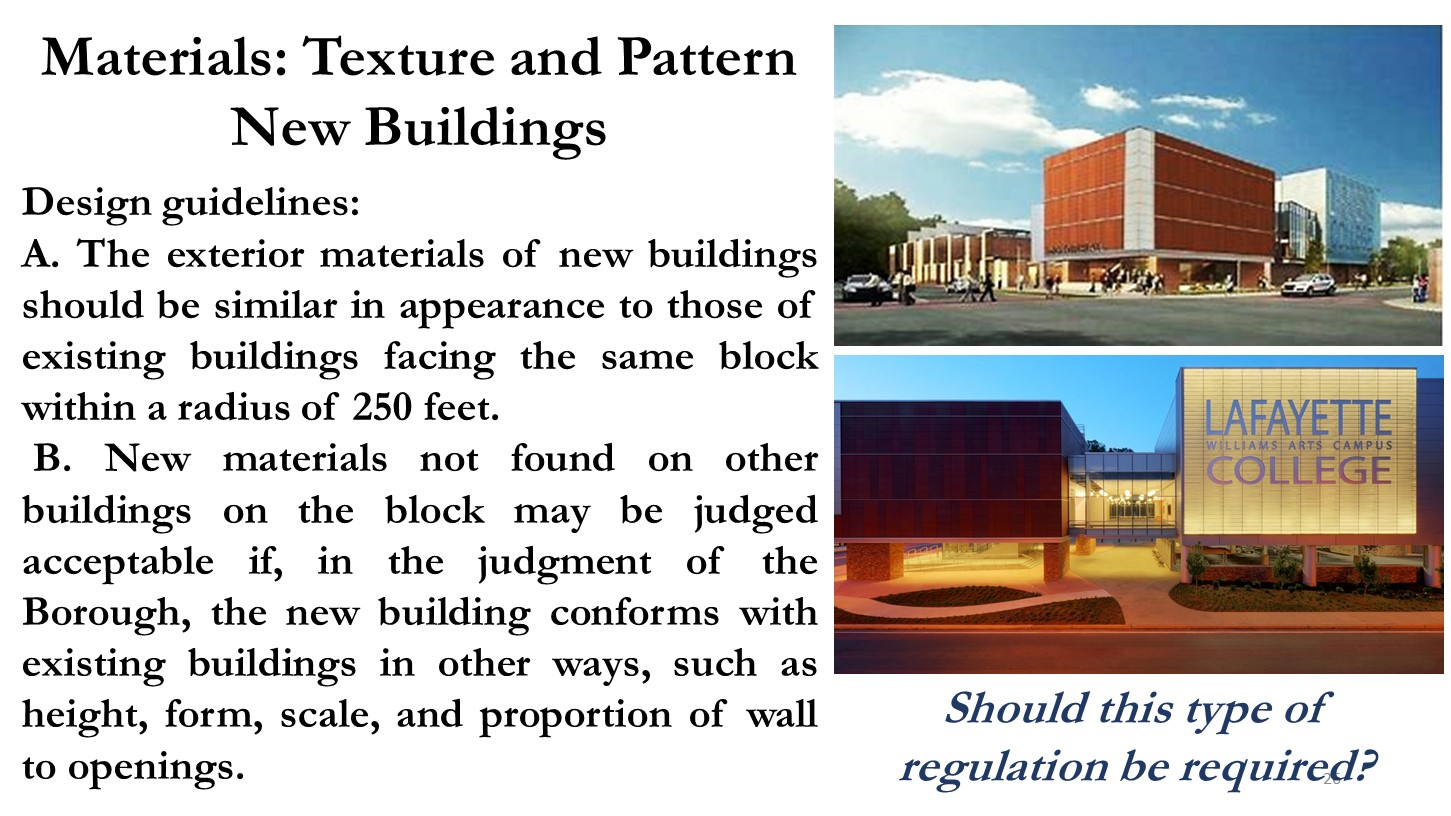 Materials: Texture and Pattern
New Buildings
Design guidelines:
A. The exterior materials of new buildings
should be similar in appearance to those of
existing buildings facing the same block
within a radius of 250 feet.
B. New materials not found on other
buildings on the block may be judged
acceptable if, in the judgment of the
Borough, the new building conforms with
existing buildings in other ways, such as
height, form, scale, and proportion of wall
to openings.
LAFAYETTE
WILLIAMS ARTS CAMPUS
COLLEGE
Should this type of
regulation be required?